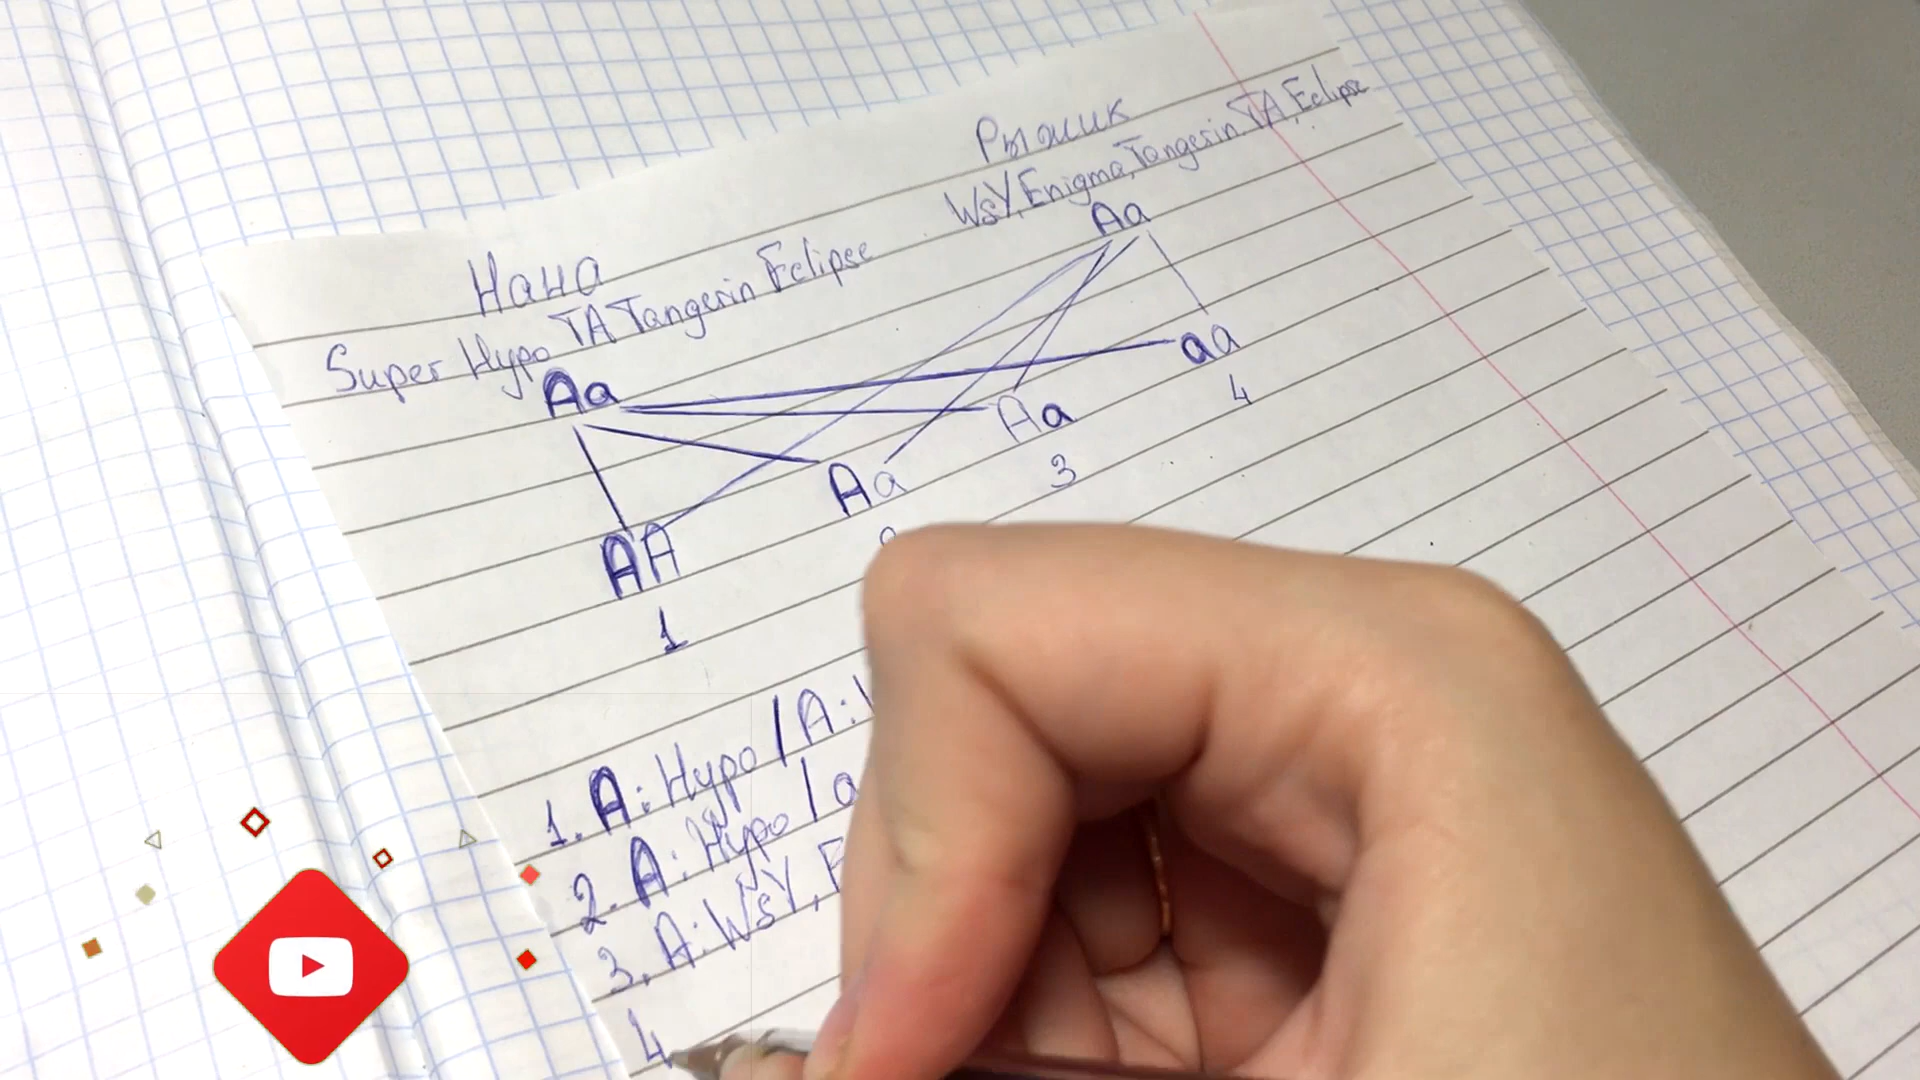 Рыжик
WsY, Enigma, Tangerin TA, Eclipse
Aa
Нана
Super Hypo TA Tangerin Eclipse
Aa
aa
4
Aa
3
Aa
AA
1
1. A: Hypo / A:
2. A: Hypo / a
3. A: WsY,
4